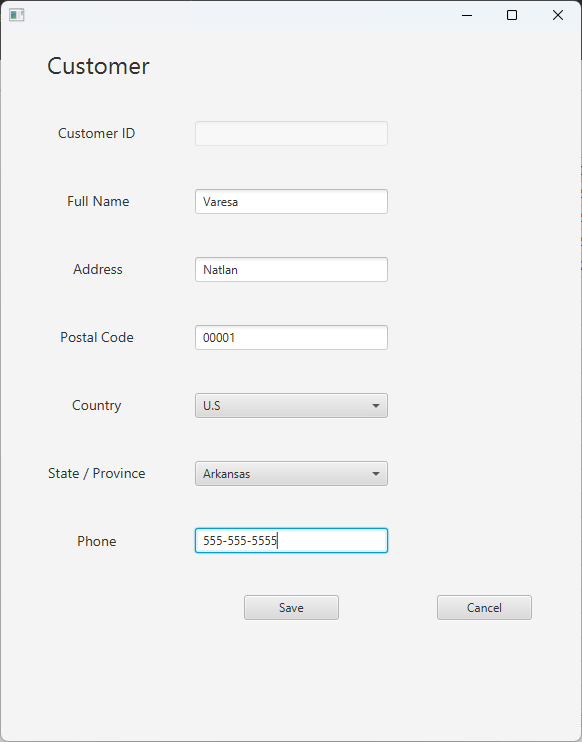 Customer
Customer ID
Full Name Varesa
Address Natlan
Postal Code 00001
Country U.S
State / Province Arkansas
Phone 555-555-5555
Save Cancel